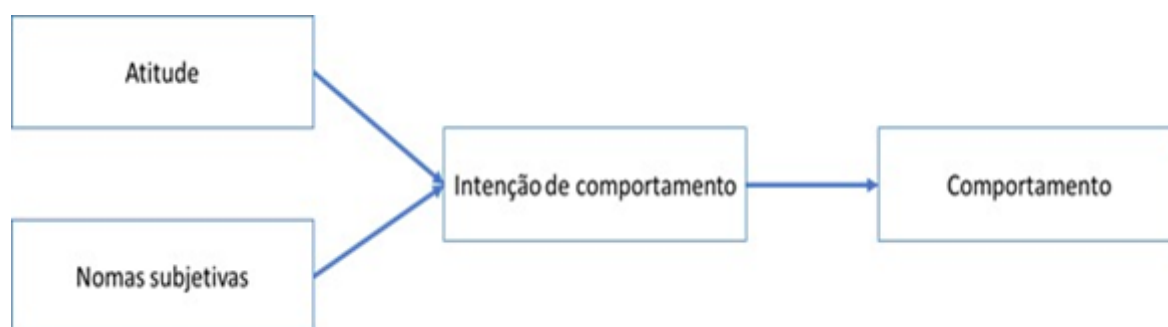 Atitude
Intenção de comportamento
Comportamento
Nomas subjetivas